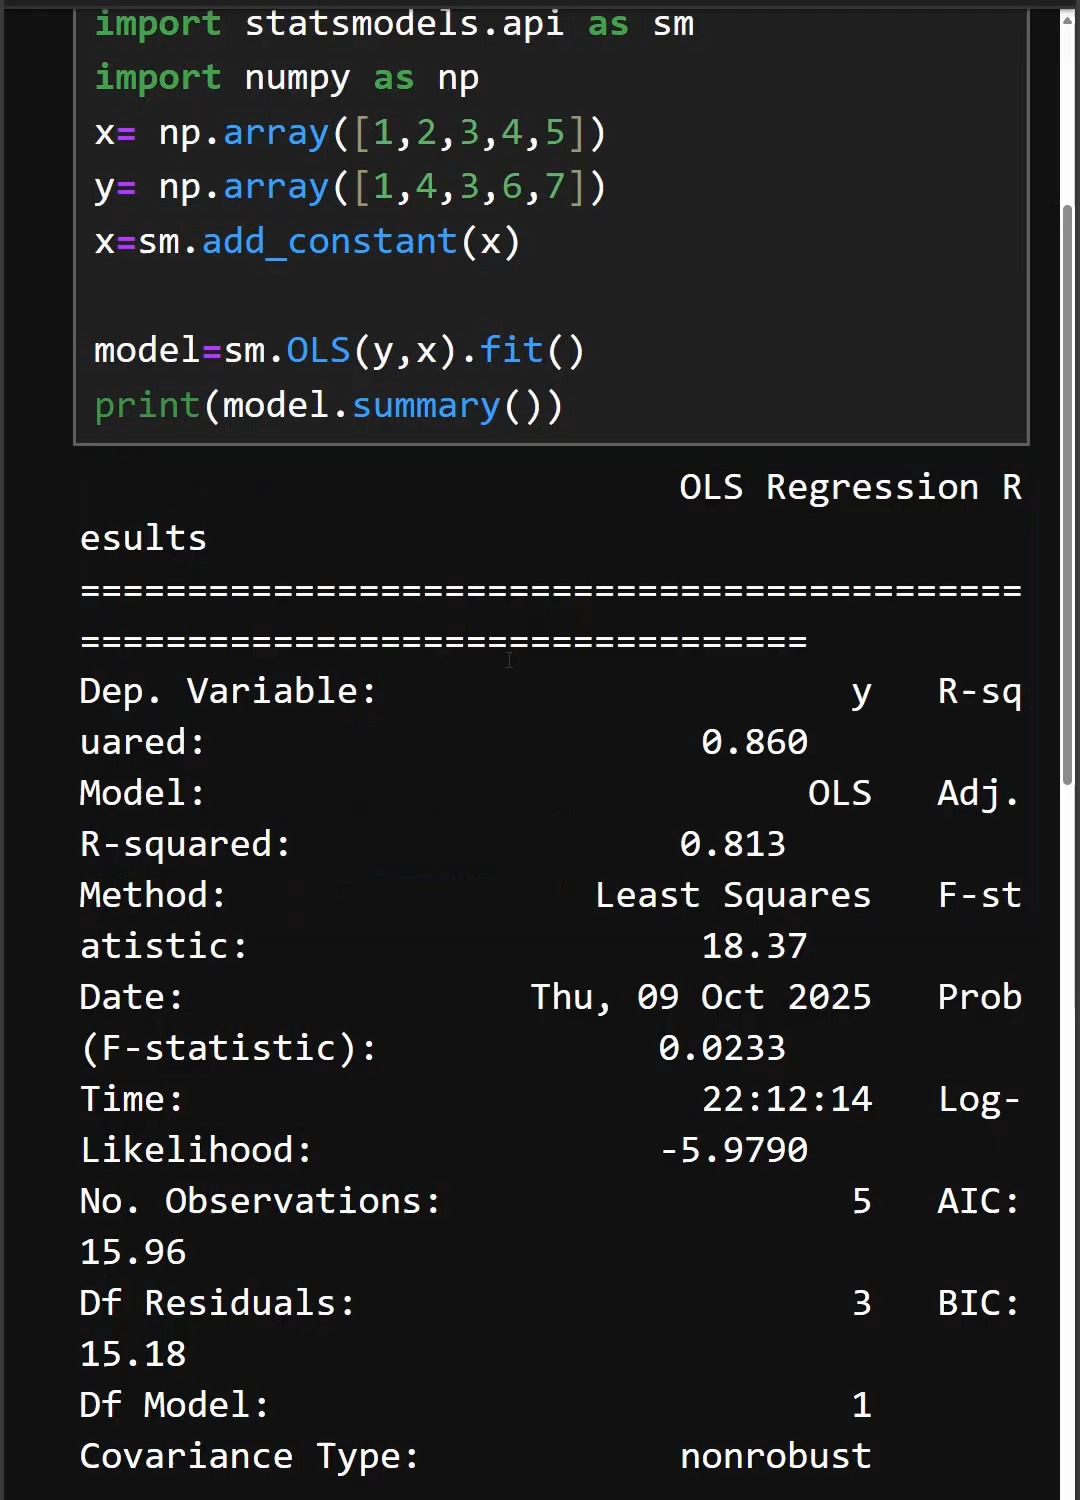 import statsmodels.api as sm
import numpy as np
x= np.array([1,2,3,4,5])
y= np.array([1,4,3,6,7])
x=sm.add_constant(x)
model=sm.OLS(y,x).fit()
print(model.summary())
OLS Regression R
esults
============================================
==================================
Dep. Variable: y R-sq
uared: 0.860
Model: OLS Adj.
R-squared: 0.813
Method: Least Squares F-st
atistic: 18.37
Date: Thu, 09 Oct 2025 Prob
(F-statistic): 0.0233
Time: 22:12:14 Log-
Likelihood: -5.9790
No. Observations: 5 AIC:
15.96
Df Residuals: 3 BIC:
15.18
Df Model: 1
Covariance Type: nonrobust